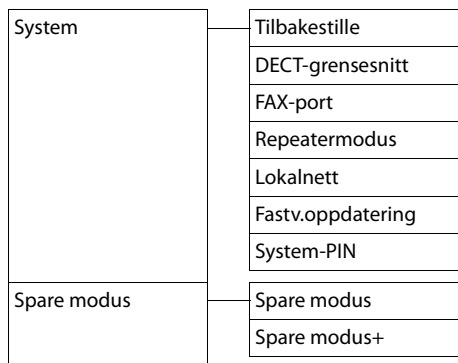 System
Tilbakestille
DECT-grensesnitt
FAX-port
Repeatermodus
Lokalnett
Fastv.oppdatering
System-PIN
Spare modus
Spare modus
Spare modus+